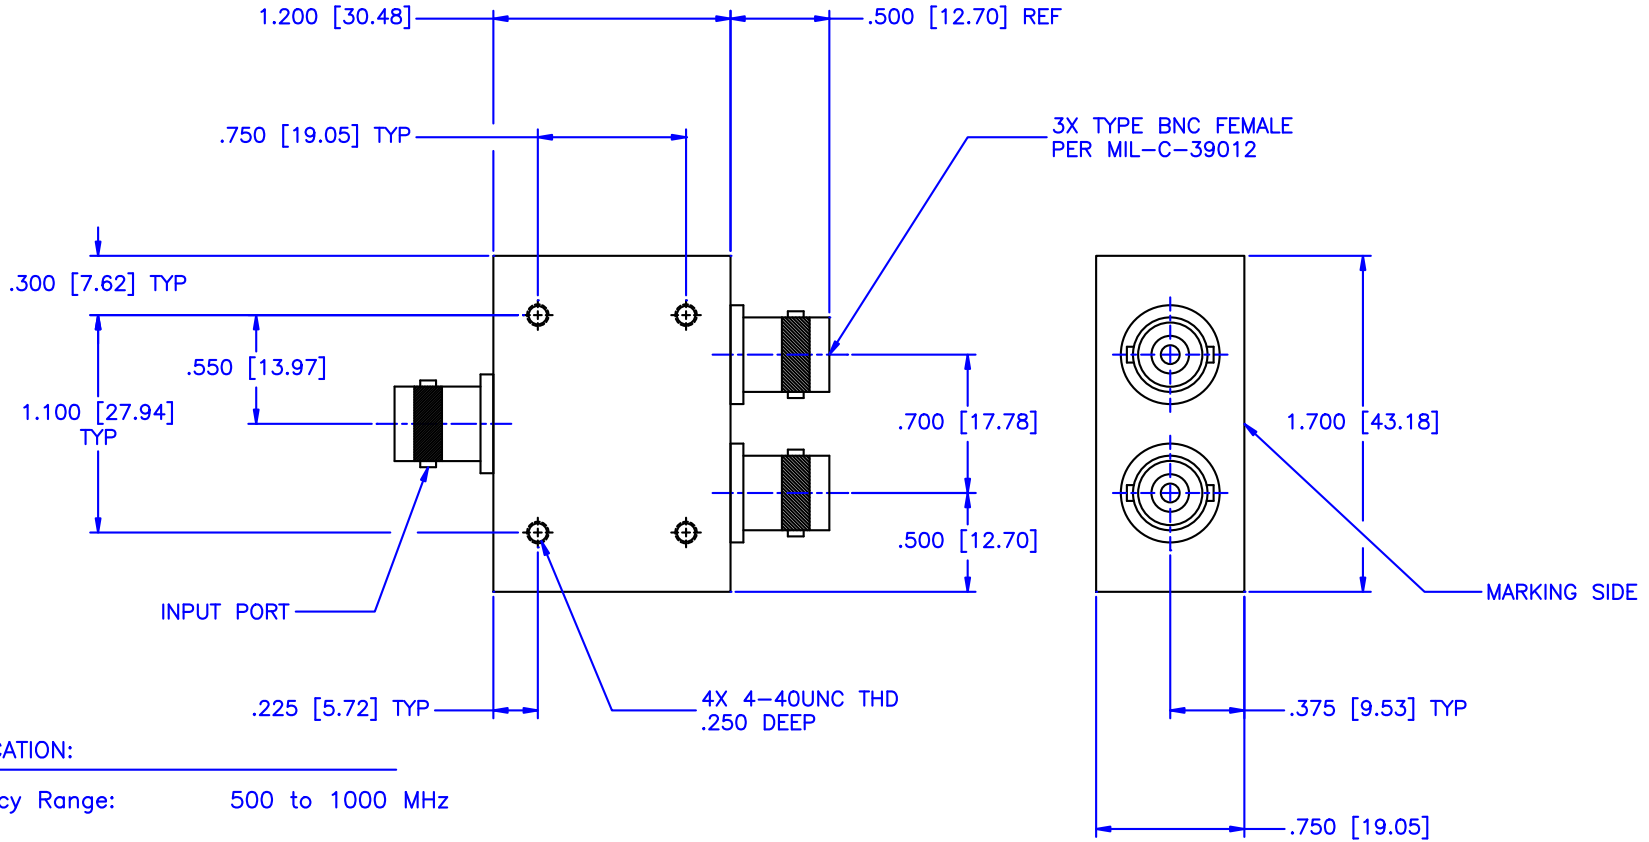 1.200 [30.48]
.500 [12.70] REF
.750 [19.05] TYP
3X TYPE BNC FEMALE
PER MIL-C-39012
.300 [7.62] TYP
.550 [13.97]
1.100 [27.94]
TYP
.700 [17.78]
1.700 [43.18]
.500 [12.70]
INPUT PORT
MARKING SIDE
.225 [5.72] TYP
4X 4-40UNC THD
.250 DEEP
.375 [9.53] TYP
CATION:
cy Range: 500 to 1000 MHz
.750 [19.05]